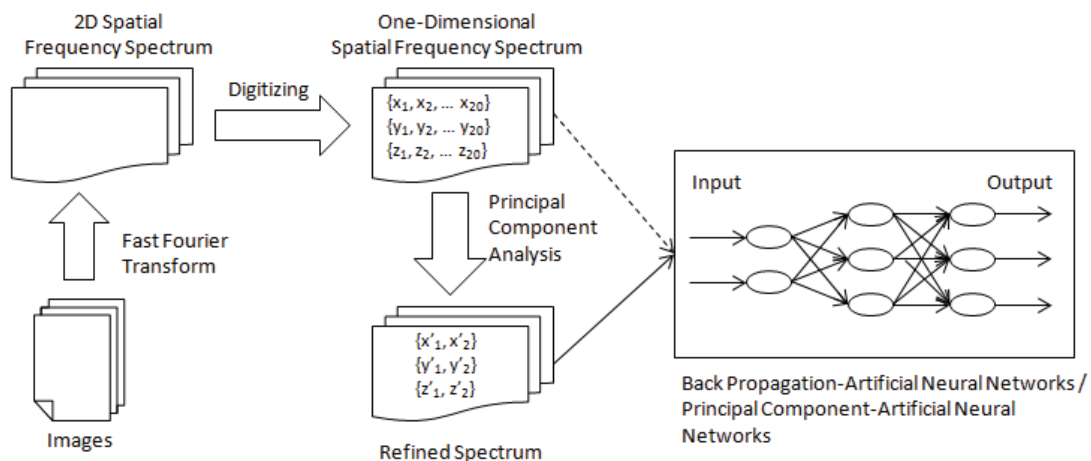 2D Spatial
Frequency Spectrum
One-Dimensional
Spatial Frequency Spectrum
Digitizing
{x₁, x₂, ... x₂₀}
{y₁, y₂, ... y₂₀}
{z₁, z₂, ... z₂₀}
Fast Fourier
Transform
Principal
Component
Analysis
Images
{x'₁, x'₂}
{y'₁, y'₂}
{z'₁, z'₂}
Refined Spectrum
Input
Output
Back Propagation-Artificial Neural Networks /
Principal Component-Artificial Neural
Networks